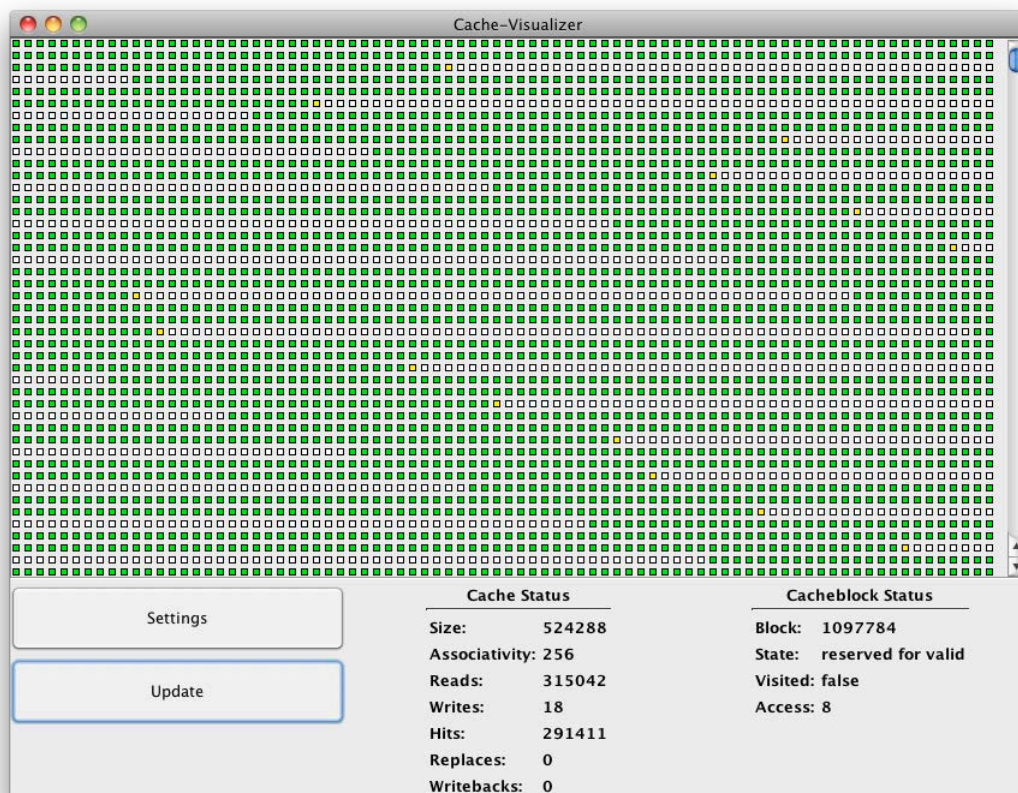 Cache-Visualizer
Settings
Update
Cache Status
Size: 524288
Associativity: 256
Reads: 315042
Writes: 18
Hits: 291411
Replaces: 0
Writebacks: 0
Cacheblock Status
Block: 1097784
State: reserved for valid
Visited: false
Access: 8